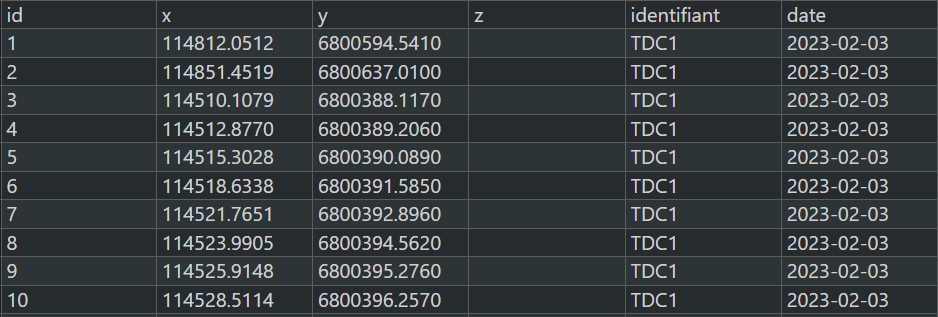 id x y z identifiant date
1 114812.0512 6800594.5410 TDC1 2023-02-03
2 114851.4519 6800637.0100 TDC1 2023-02-03
3 114510.1079 6800388.1170 TDC1 2023-02-03
4 114512.8770 6800389.2060 TDC1 2023-02-03
5 114515.3028 6800390.0890 TDC1 2023-02-03
6 114518.6338 6800391.5850 TDC1 2023-02-03
7 114521.7651 6800392.8960 TDC1 2023-02-03
8 114523.9905 6800394.5620 TDC1 2023-02-03
9 114525.9148 6800395.2760 TDC1 2023-02-03
10 114528.5114 6800396.2570 TDC1 2023-02-03